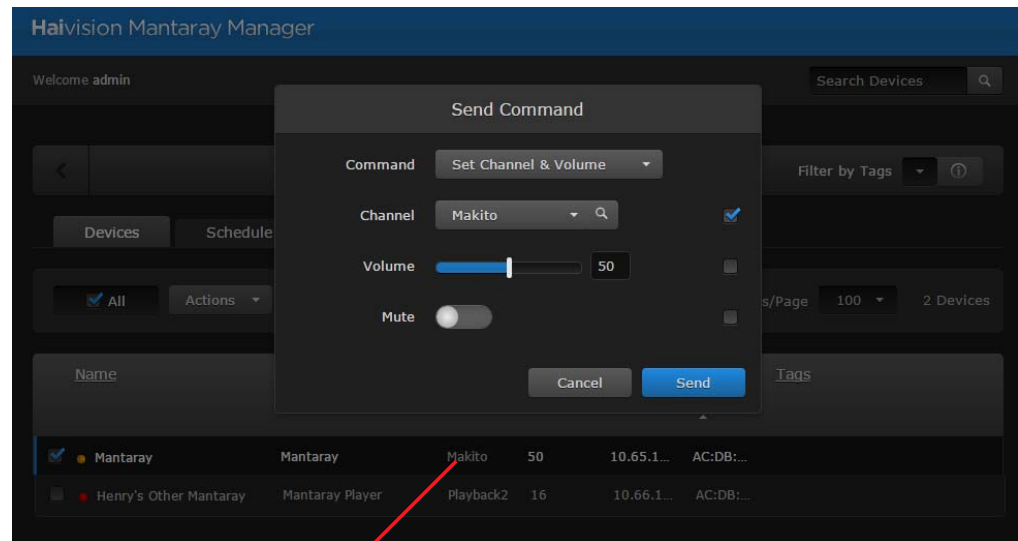 Haivision Mantaray Manager
Welcome admin
Search Devices
Send Command
Command Set Channel & Volume
Filter by Tags
Channel Makito
Devices Schedule
Volume 50
All Actions
s/Page 100 2 Devices
Mute
Cancel Send
Name Tags
Mantaray Mantaray Makito 50 10.65.1... AC:DB:...
Henry's Other Mantaray Mantaray Player Playback2 16 10.66.1... AC:DB:...